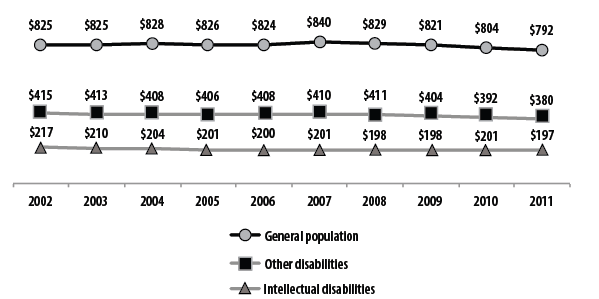 $825 $825 $828 $826 $824 $840 $829 $821 $804 $792
$415 $413 $408 $406 $408 $410 $411 $404 $392 $380
$217 $210 $204 $201 $200 $201 $198 $198 $201 $197
2002 2003 2004 2005 2006 2007 2008 2009 2010 2011
General population
Other disabilities
Intellectual disabilities